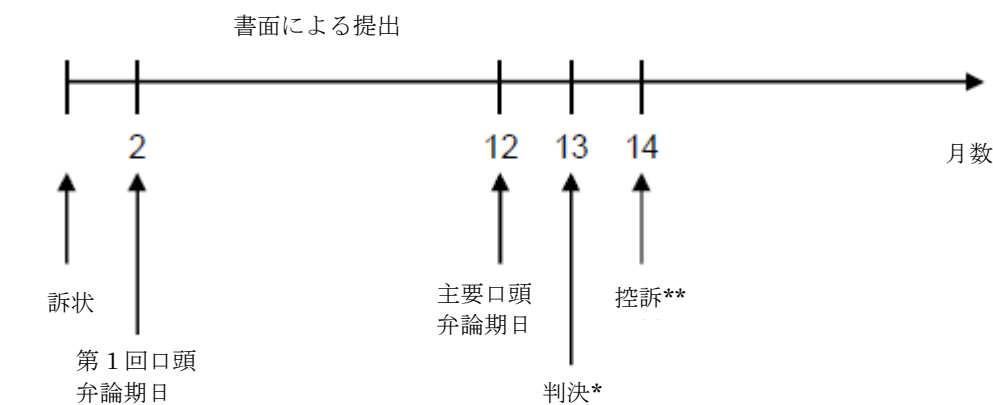 書面による提出
2
12
13
14
月数
訴状
主要口頭
弁論期日
控訴**
第1回口頭
弁論期日
判決*